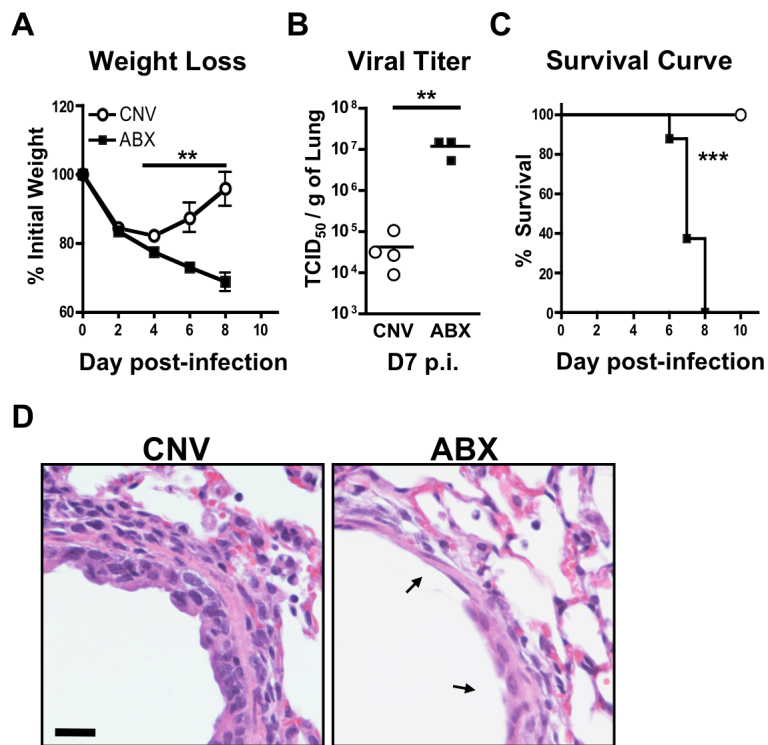 A
Weight Loss
120
100
80
60
% Initial Weight
CNV
ABX
**
0 2 4 6 8 10
Day post-infection
B
Viral Titer
10⁸
10⁷
10⁶
10⁵
10⁴
10³
TCID₅₀ / g of Lung
**
CNV ABX
D7 p.i.
C
Survival Curve
100
80
60
40
20
0
% Survival
***
0 2 4 6 8 10
Day post-infection
D
CNV
ABX